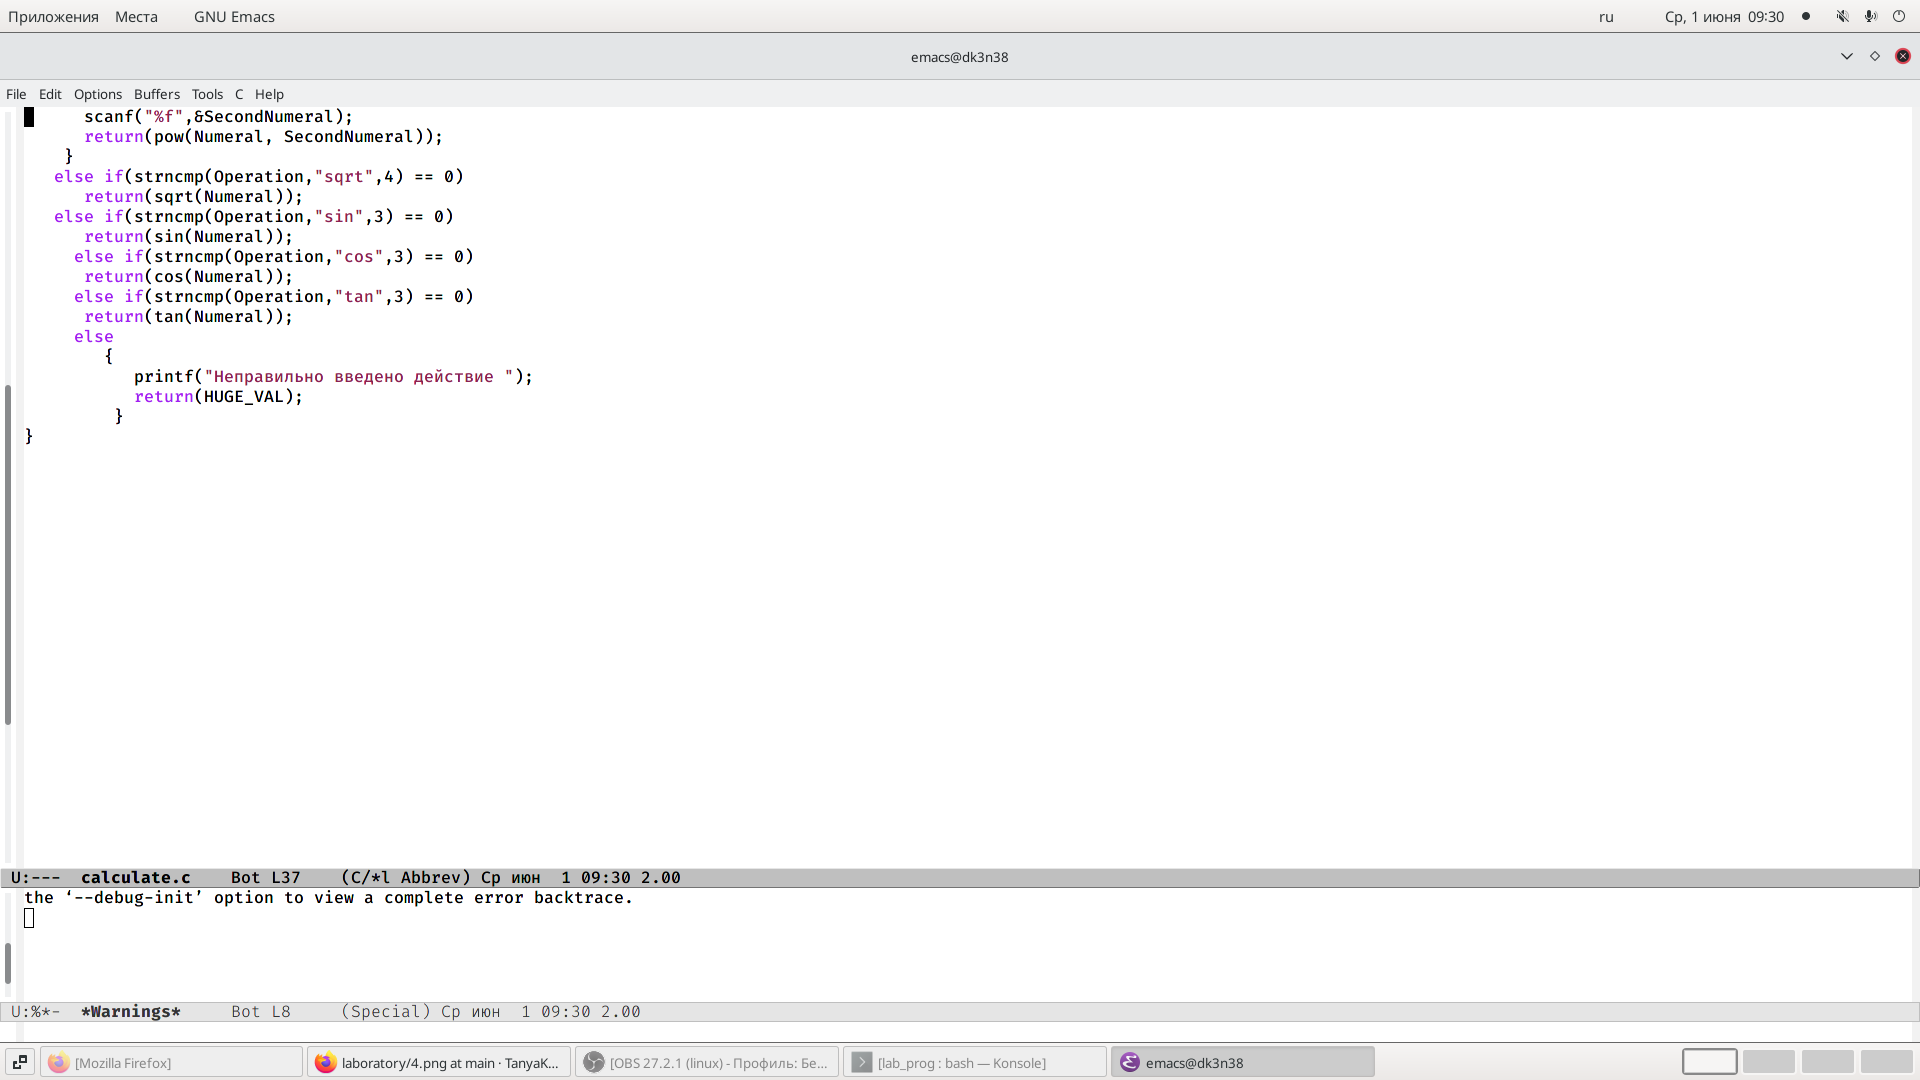 Приложения Места GNU Emacs ru Ср, 1 июня 09:30
emacs@dk3n38
File Edit Options Buffers Tools C Help
scanf("%f",&SecondNumeral);
return(pow(Numeral, SecondNumeral));
}
else if(strncmp(Operation,"sqrt",4) == 0)
return(sqrt(Numeral));
else if(strncmp(Operation,"sin",3) == 0)
return(sin(Numeral));
else if(strncmp(Operation,"cos",3) == 0)
return(cos(Numeral));
else if(strncmp(Operation,"tan",3) == 0)
return(tan(Numeral));
else
{
printf("Неправильно введено действие ");
return(HUGE_VAL);
}
}
U:--- calculate.c Bot L37 (C/*l Abbrev) Ср июн 1 09:30 2.00
the ‘--debug-init’ option to view a complete error backtrace.
U:%*- *Warnings* Bot L8 (Special) Ср июн 1 09:30 2.00
[Mozilla Firefox] laboratory/4.png at main · TanyaK... [OBS 27.2.1 (linux) - Профиль: Бе... [lab_prog : bash — Konsole] emacs@dk3n38